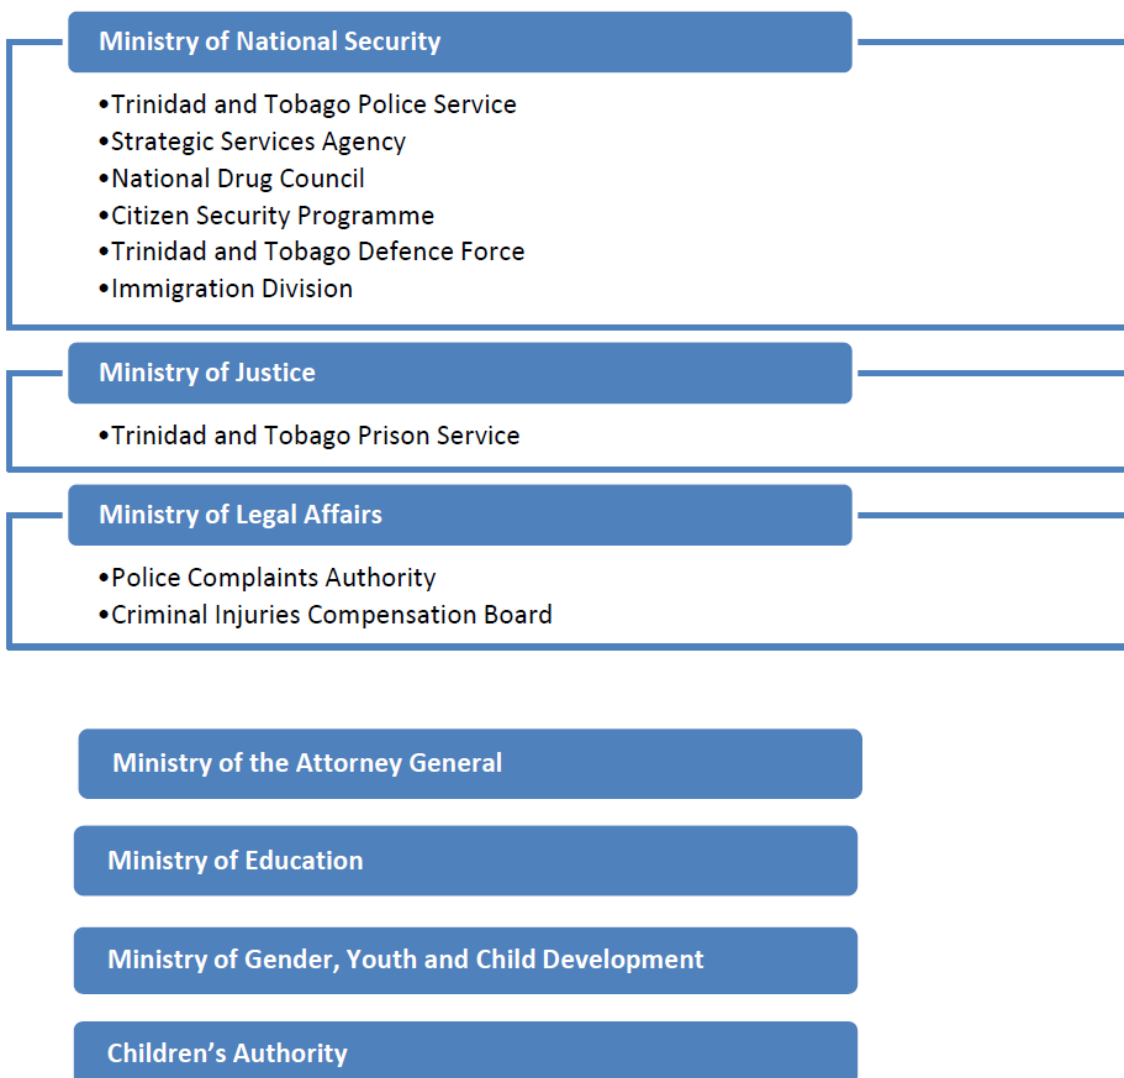 Ministry of National Security
•Trinidad and Tobago Police Service
•Strategic Services Agency
•National Drug Council
•Citizen Security Programme
•Trinidad and Tobago Defence Force
•Immigration Division
Ministry of Justice
•Trinidad and Tobago Prison Service
Ministry of Legal Affairs
•Police Complaints Authority
•Criminal Injuries Compensation Board
Ministry of the Attorney General
Ministry of Education
Ministry of Gender, Youth and Child Development
Children’s Authority